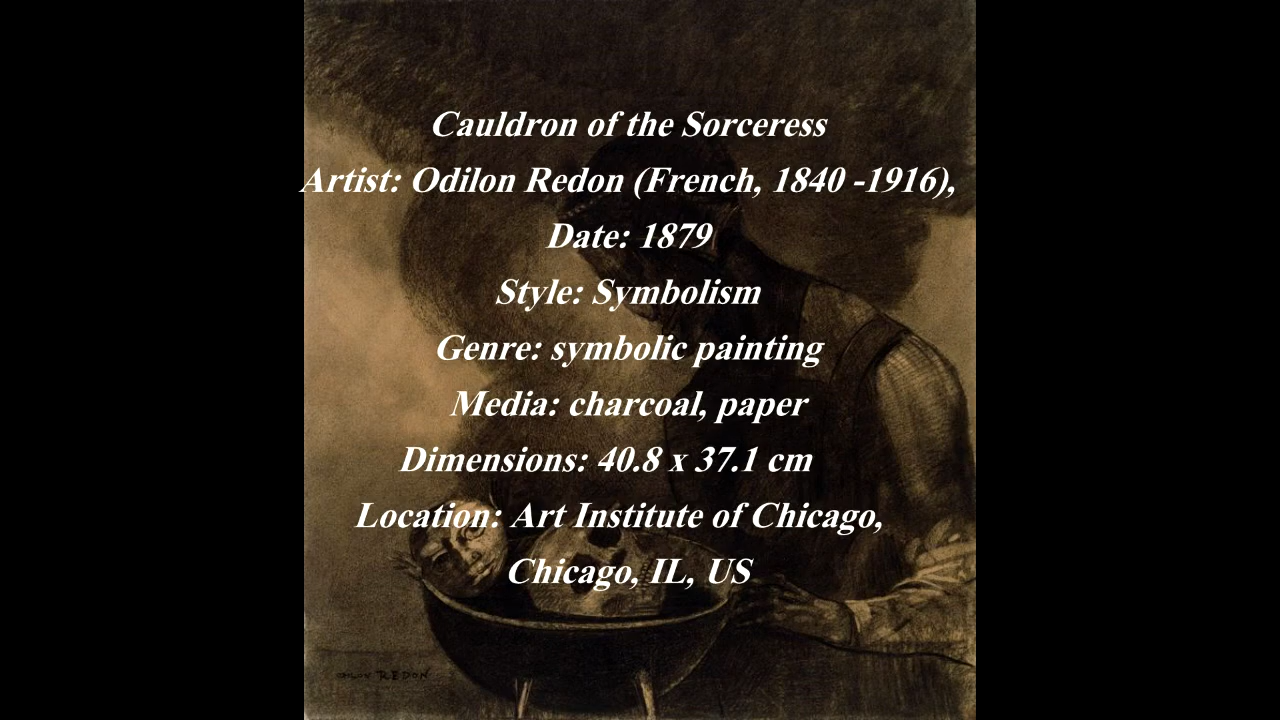 Cauldron of the Sorceress
Artist: Odilon Redon (French, 1840 -1916),
Date: 1879
Style: Symbolism
Genre: symbolic painting
Media: charcoal, paper
Dimensions: 40.8 x 37.1 cm
Location: Art Institute of Chicago,
Chicago, IL, US
ODILON REDON